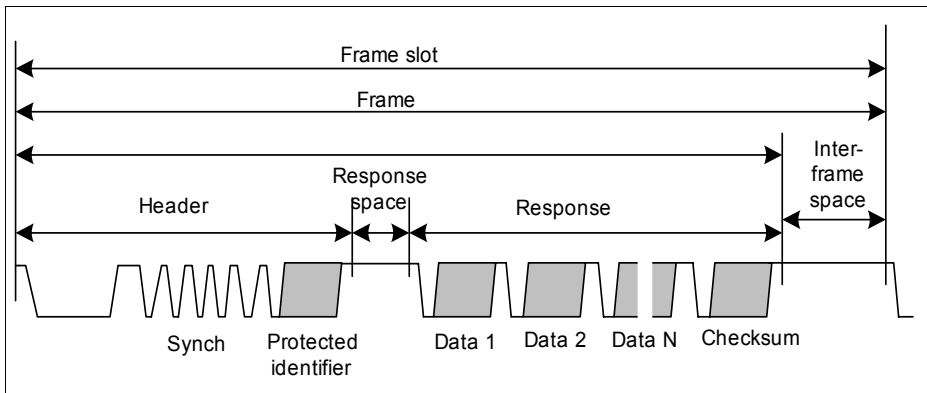 Frame slot
Frame
Inter-
frame
space
Response
space
Header
Response
Synch
Protected
identifier
Data 1
Data 2
Data N
Checksum